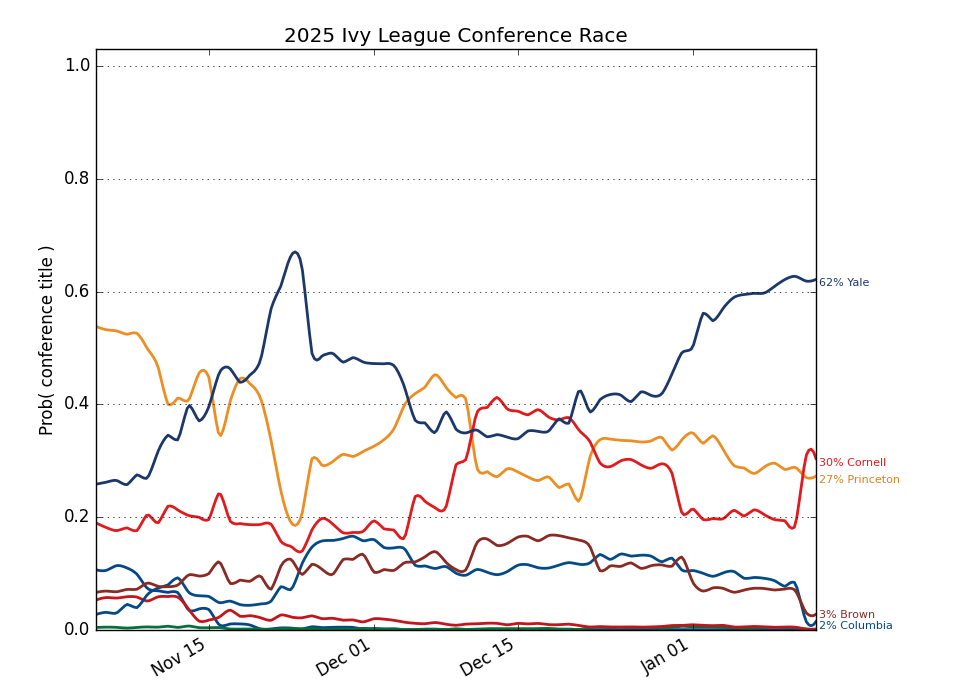 2025 Ivy League Conference Race
Prob( conference title )
1.0
0.8
0.6
0.4
0.2
0.0
62% Yale
30% Cornell
27% Princeton
3% Brown
2% Columbia
Nov 15
Dec 01
Dec 15
Jan 01